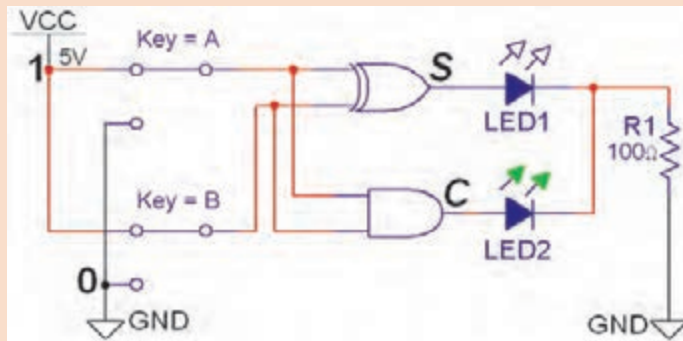 VCC
5V
1
Key = A
S
LED1
R1
100Ω
Key = B
C
LED2
0
GND
GND